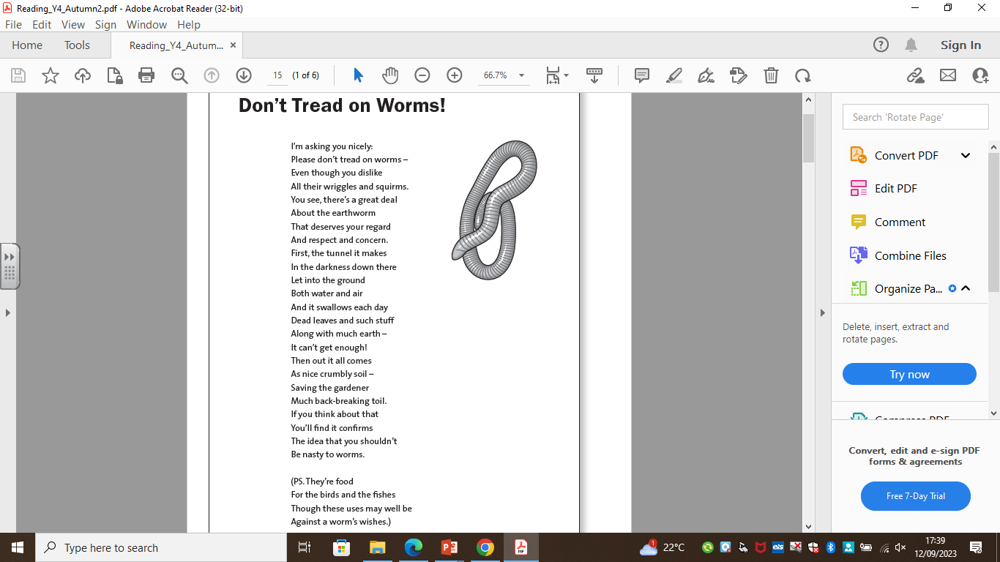 Reading_Y4_Autumn2.pdf - Adobe Acrobat Reader (32-bit)
File Edit View Sign Window Help
Home Tools Reading_Y4_Autum... × Sign In
15 (1 of 6) 66.7%
Don't Tread on Worms!
I'm asking you nicely:
Please don't tread on worms –
Even though you dislike
All their wriggles and squirms.
You see, there's a great deal
About the earthworm
That deserves your regard
And respect and concern.
First, the tunnel it makes
In the darkness down there
Let into the ground
Both water and air
And it swallows each day
Dead leaves and such stuff
Along with much earth –
It can't get enough!
Then out it all comes
As nice crumbly soil –
Saving the gardener
Much back-breaking toil.
If you think about that
You'll find it confirms
The idea that you shouldn't
Be nasty to worms.
(PS. They're food
For the birds and the fishes
Though these uses may well be
Against a worm's wishes.)
Search 'Rotate Page'
Convert PDF
Edit PDF
Comment
Combine Files
Organize Pa...
Delete, insert, extract and
rotate pages.
Try now
Compress PDF
Convert, edit and e-sign PDF
forms & agreements
Free 7-Day Trial
Type here to search
1
22°C
17:39
12/09/2023